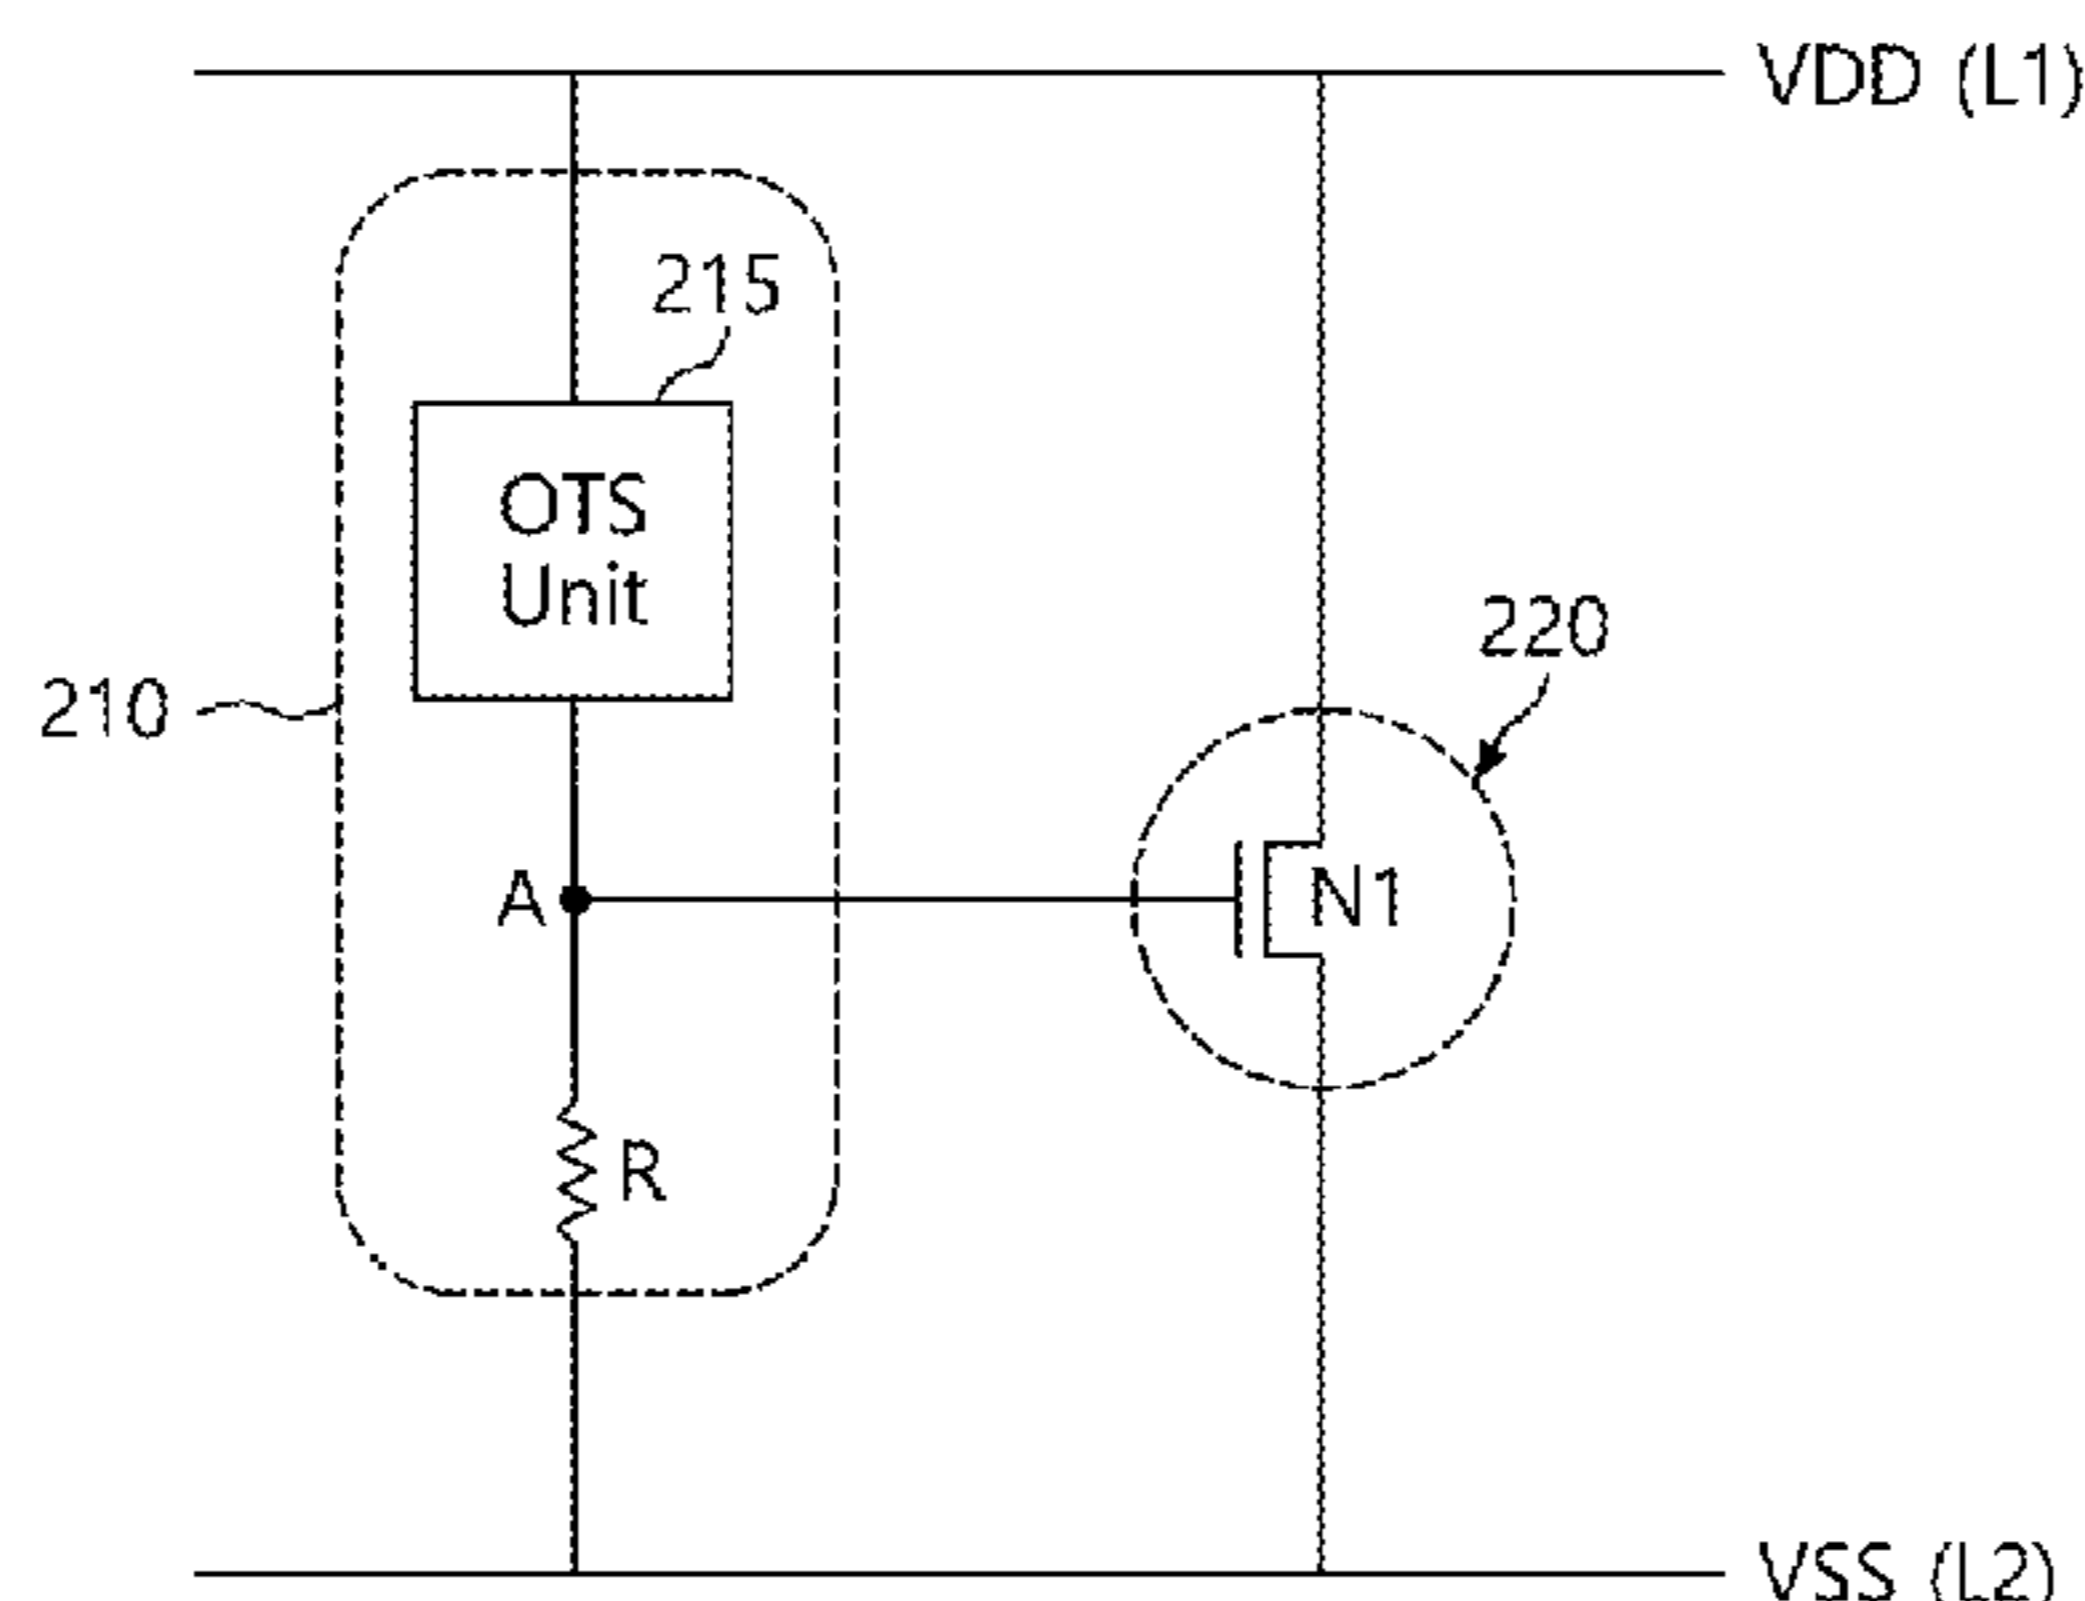 VDD (L1)
215
OTS
Unit
220
210
A
N1
R
VSS (L2)